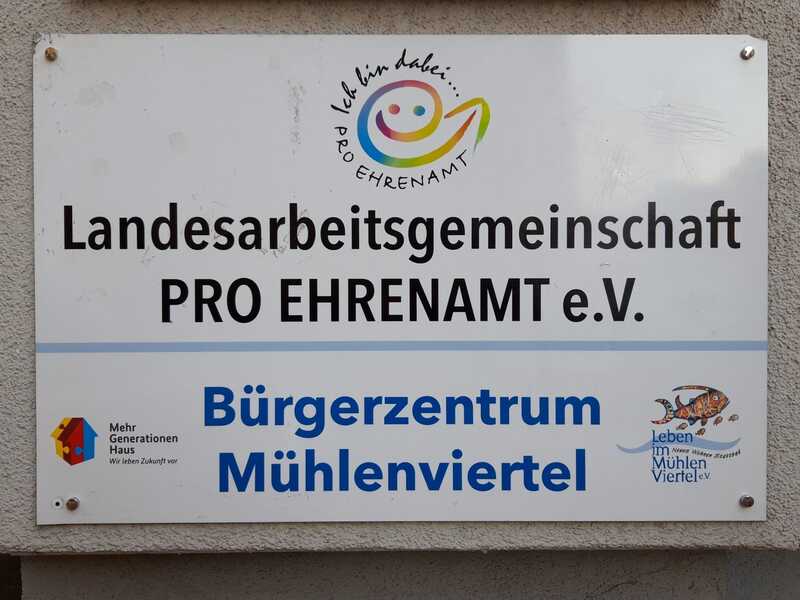 Ich bin dabei...
PRO EHRENAMT
Landesarbeitsgemeinschaft
PRO EHRENAMT e.V.
Bürgerzentrum
Mühlenviertel
Mehr
Generationen
Haus
Wir leben Zukunft vor
Leben
im
Mühlen
Viertel e.V.